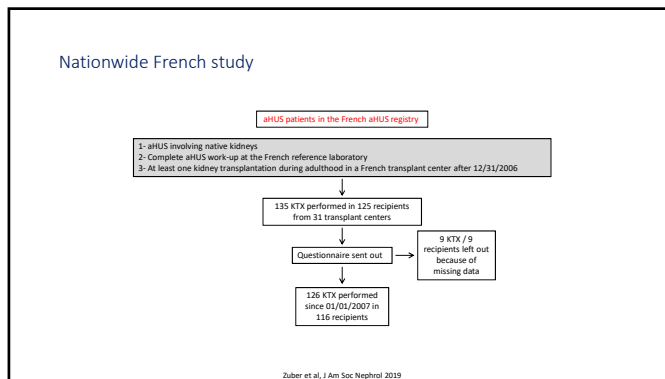 Nationwide French study
aHUS patients in the French aHUS registry
1- aHUS involving native kidneys
2- Complete aHUS work-up at the French reference laboratory
3- At least one kidney transplantation during adulthood in a French transplant center after 12/31/2006
135 KTX performed in 125 recipients
from 31 transplant centers
Questionnaire sent out
9 KTX / 9
recipients left out
because of
missing data
126 KTX performed
since 01/01/2007 in
116 recipients
Zuber et al, J Am Soc Nephrol 2019